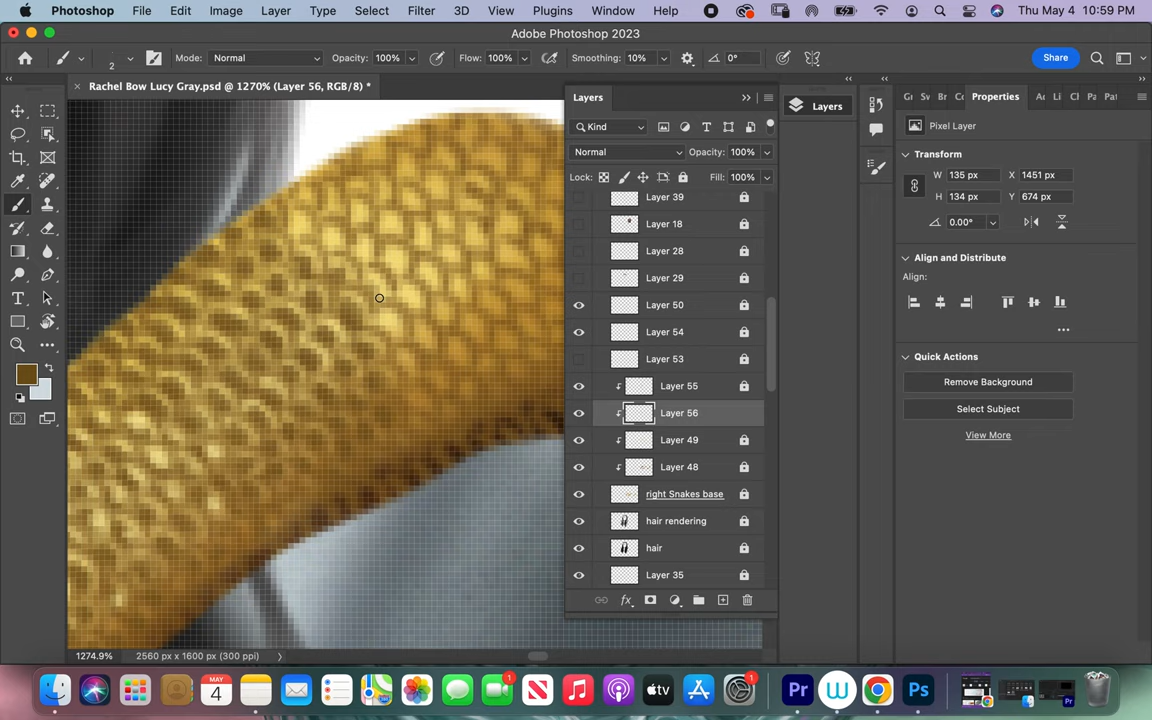 Photoshop File Edit Image Layer Type Select Filter 3D View Plugins Window Help Thu May 4 10:59 PM
Adobe Photoshop 2023
2 Mode: Normal Opacity: 100% Flow: 100% Smoothing: 10% 0° Share
Rachel Bow Lucy Gray.psd @ 1270% (Layer 56, RGB/8) *
Layers
Layers
Properties
Kind
Pixel Layer
Normal Opacity: 100%
Transform
Lock: Fill: 100%
W 135 px X 1451 px
H 134 px Y 674 px
0.00°
Layer 39
Layer 18
Layer 28
Layer 29
Layer 50
Layer 54
Layer 53
Layer 55
Layer 56
Layer 49
Layer 48
right Snakes base
hair rendering
hair
Layer 35
Align and Distribute
Align:
Quick Actions
Remove Background
Select Subject
View More
1274.9% 2560 px x 1600 px (300 ppi)
1
MAY
4
1
tv
Pr
Ps